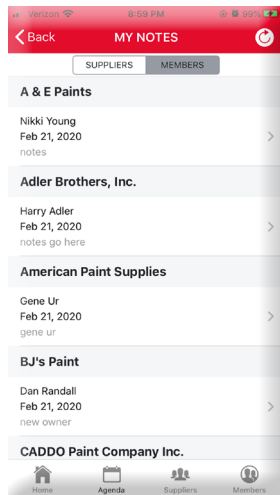 Verizon 8:59 PM 99%
Back MY NOTES
SUPPLIERS MEMBERS
A & E Paints
Nikki Young
Feb 21, 2020
notes
Adler Brothers, Inc.
Harry Adler
Feb 21, 2020
notes go here
American Paint Supplies
Gene Ur
Feb 21, 2020
gene ur
BJ's Paint
Dan Randall
Feb 21, 2020
new owner
CADDO Paint Company Inc.
Home Agenda Suppliers Members